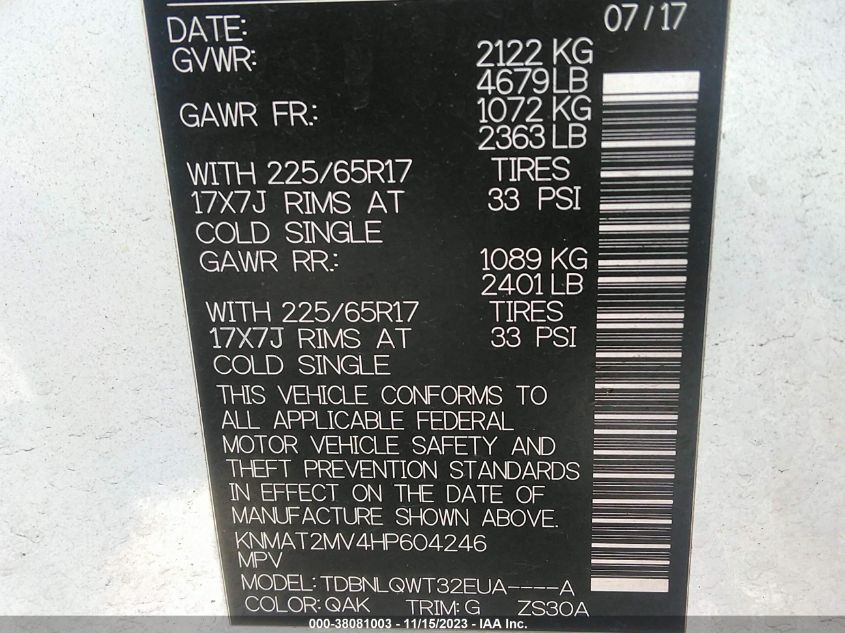 DATE: 07/17
GVWR: 2122 KG
4679 LB
GAWR FR.: 1072 KG
2363 LB
WITH 225/65R17 TIRES
17X7J RIMS AT 33 PSI
COLD SINGLE
GAWR RR.: 1089 KG
2401 LB
WITH 225/65R17 TIRES
17X7J RIMS AT 33 PSI
COLD SINGLE
THIS VEHICLE CONFORMS TO
ALL APPLICABLE FEDERAL
MOTOR VEHICLE SAFETY AND
THEFT PREVENTION STANDARDS
IN EFFECT ON THE DATE OF
MANUFACTURE SHOWN ABOVE.
KNMAT2MV4HP604246
MPV
MODEL: TDBNLQWT32EUA----A
COLOR: QAK TRIM: G ZS30A
000-38081003 - 11/15/2023 - IAA Inc.